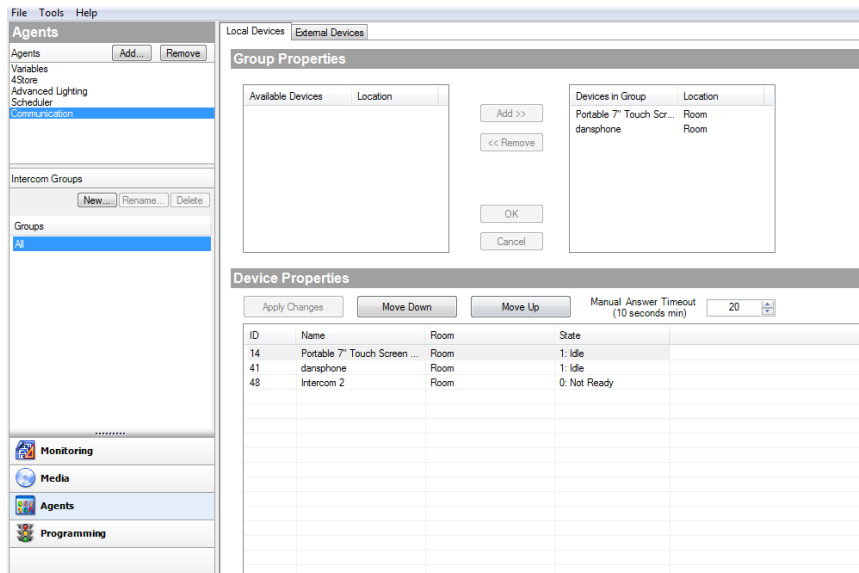 File Tools Help
Agents
Agents Add... Remove
Variables
4Store
Advanced Lighting
Scheduler
Communication
Intercom Groups
New... Rename... Delete
Groups
All
Monitoring
Media
Agents
Programming
Local Devices External Devices
Group Properties
Available Devices Location
Add >>
<< Remove
OK
Cancel
Devices in Group Location
Portable 7" Touch Scr... Room
dansphone Room
Device Properties
Apply Changes Move Down Move Up Manual Answer Timeout
(10 seconds min) 20
ID Name Room State
14 Portable 7" Touch Screen ... Room 1: Idle
41 dansphone Room 1: Idle
48 Intercom 2 Room 0: Not Ready